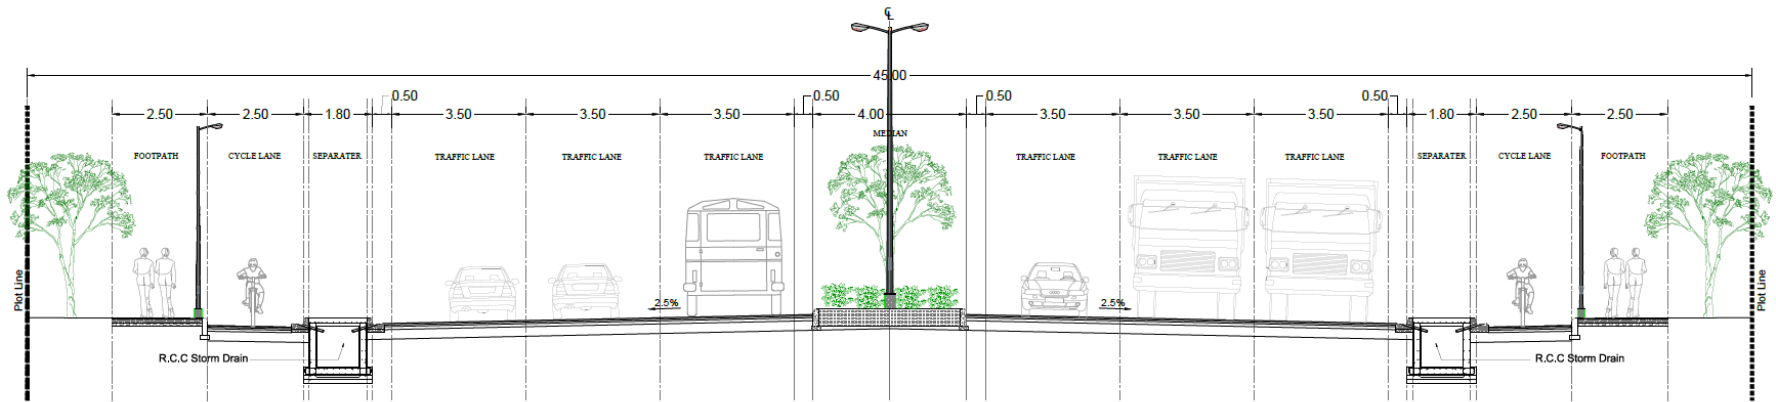 ℄
45.00
0.50 0.50 0.50 0.50
2.50 2.50 1.80 3.50 3.50 3.50 4.00 3.50 3.50 3.50 1.80 2.50 2.50
MEDIAN
FOOTPATH CYCLE LANE SEPARATER TRAFFIC LANE TRAFFIC LANE TRAFFIC LANE TRAFFIC LANE TRAFFIC LANE TRAFFIC LANE SEPARATER CYCLE LANE FOOTPATH
Plot Line Plot Line
2.5% 2.5%
R.C.C Storm Drain R.C.C Storm Drain